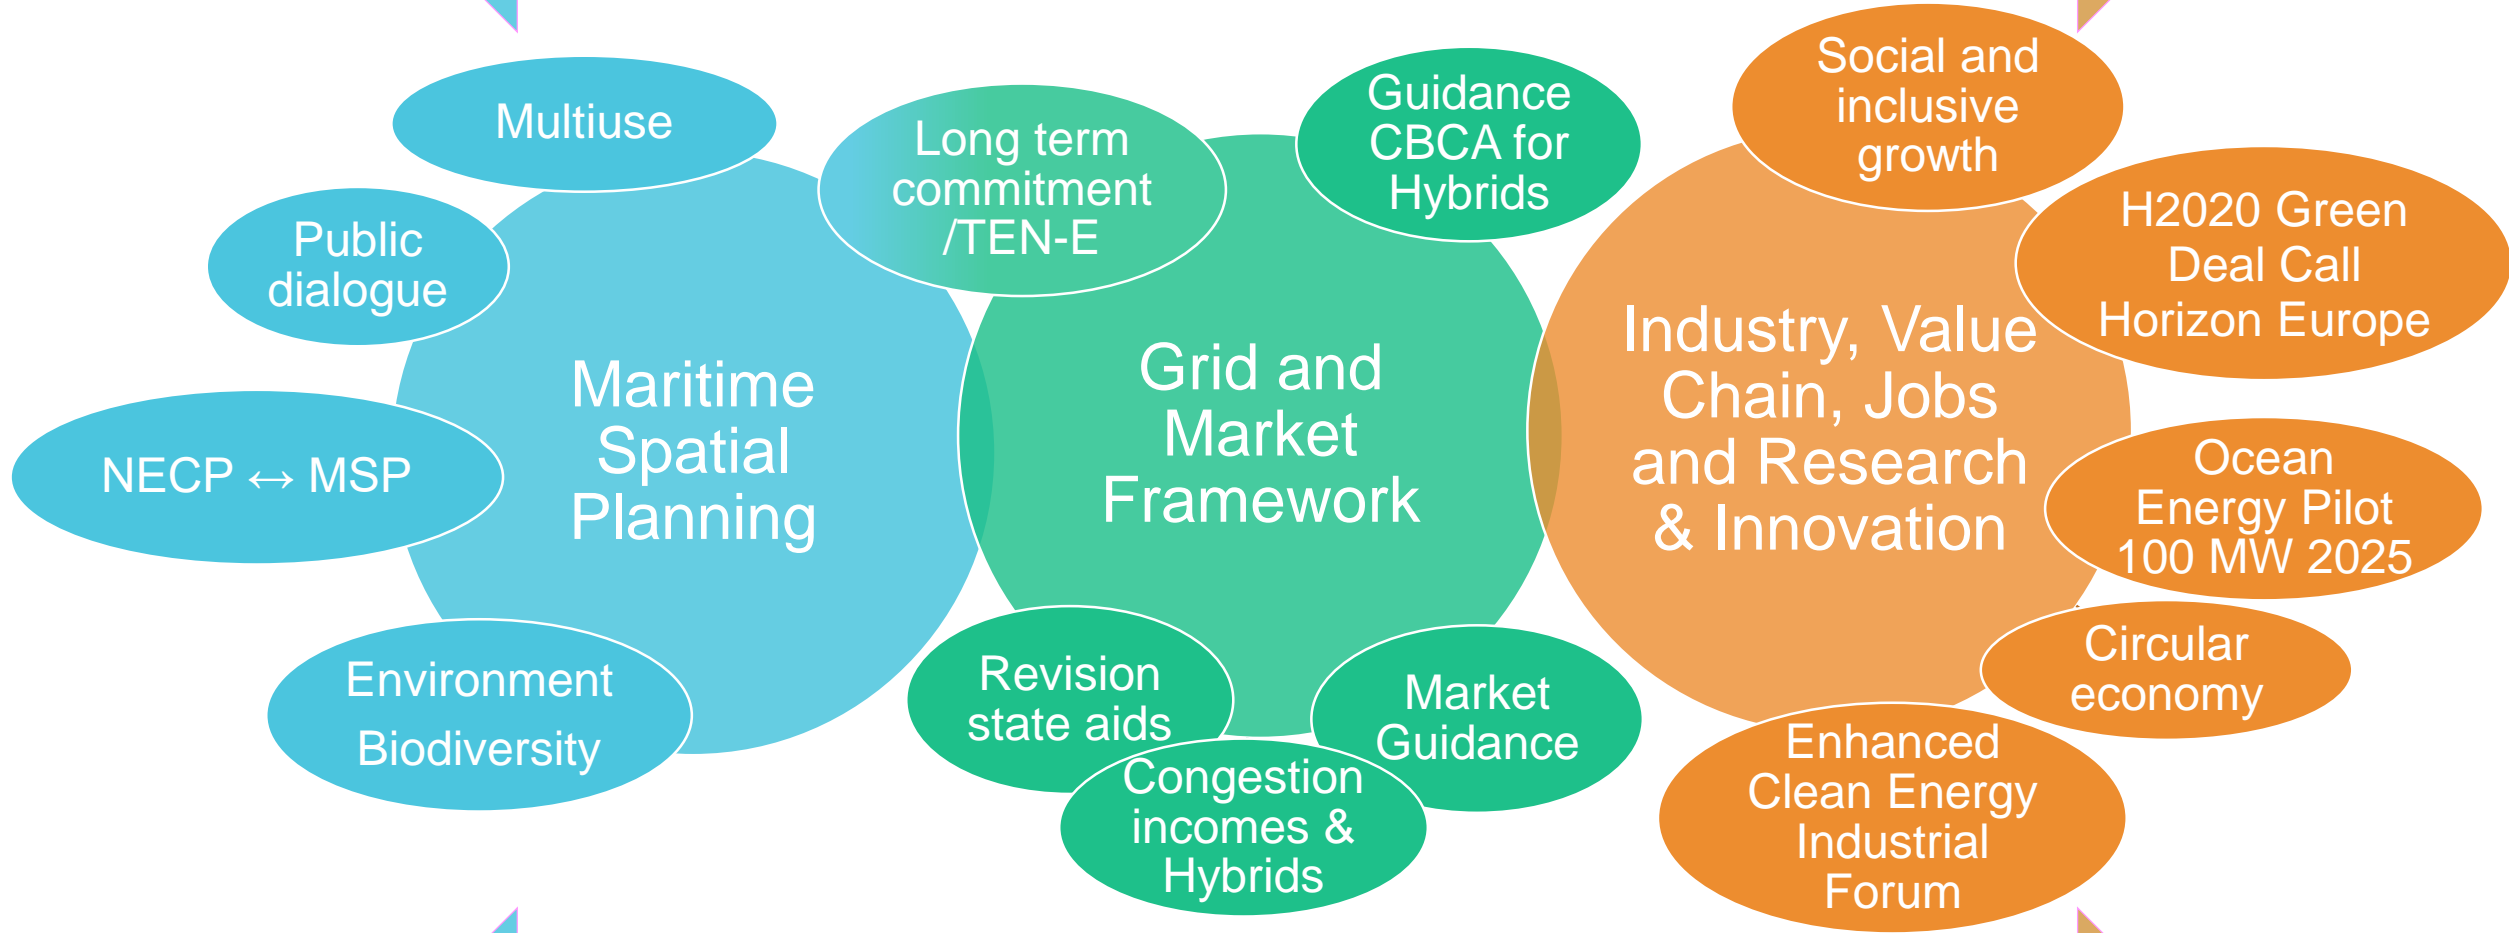 Multiuse
Public
dialogue
NECP ↔ MSP
Environment
Biodiversity
Maritime
Spatial
Planning
Long term
commitment
/TEN-E
Guidance
CBCA for
Hybrids
Grid and
Market
Framework
Revision
state aids
Market
Guidance
Congestion
incomes &
Hybrids
Social and
inclusive
growth
H2020 Green
Deal Call
Horizon Europe
Industry, Value
Chain, Jobs
and Research
& Innovation
Ocean
Energy Pilot
100 MW 2025
Circular
economy
Enhanced
Clean Energy
Industrial
Forum